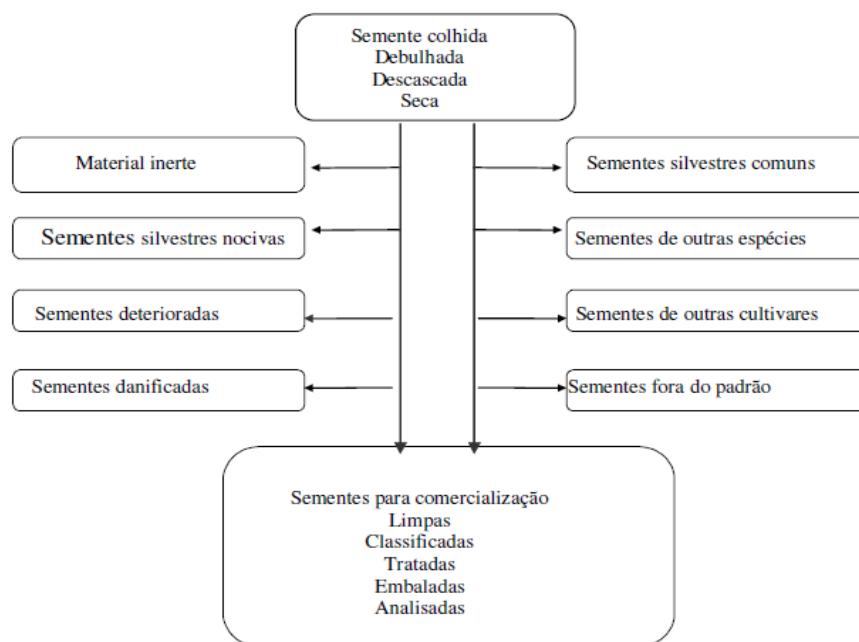 Semente colhida
Debulhada
Descascada
Seca
Material inerte
Sementes silvestres comuns
Sementes silvestres nocivas
Sementes de outras espécies
Sementes deterioradas
Sementes de outras cultivares
Sementes danificadas
Sementes fora do padrão
Sementes para comercialização
Limpas
Classificadas
Tratadas
Embaladas
Analisadas